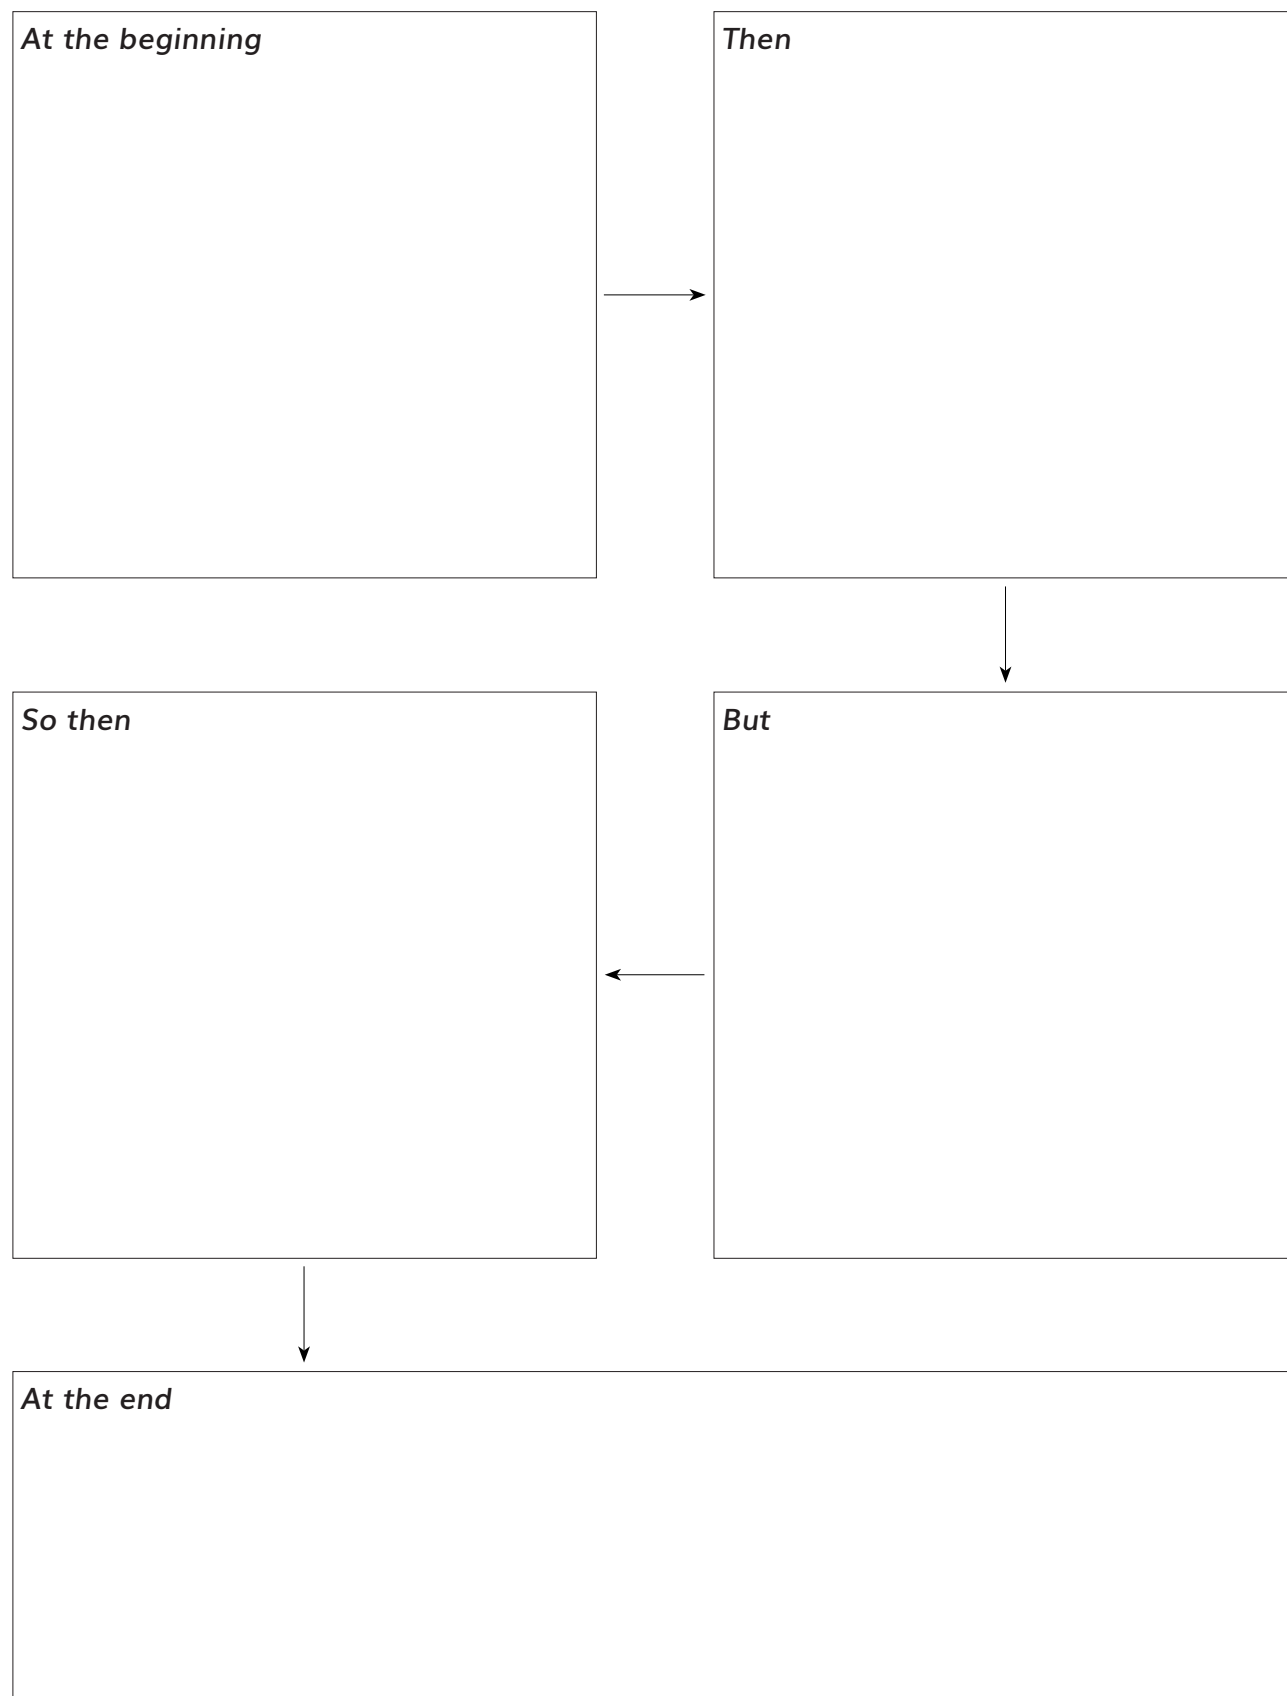 At the beginning
Then
But
So then
At the end